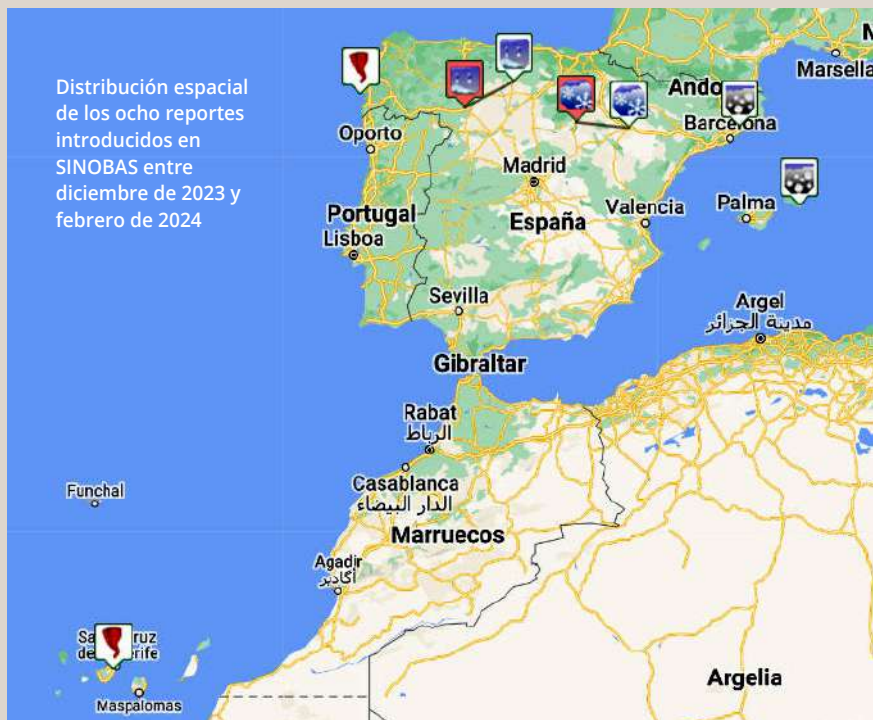 Distribución espacial
de los ocho reportes
introducidos en
SINOBAS entre
diciembre de 2023 y
febrero de 2024
Marsella
Barcelona
Oporto
Madrid
Portugal
España
Valencia
Palma
Lisboa
Sevilla
Argel
مدينة الجزائر
Gibraltar
Rabat
الرباط
Casablanca
الدار البيضاء
Funchal
Marruecos
Agadir
أكادير
Argelia
Maspalomas